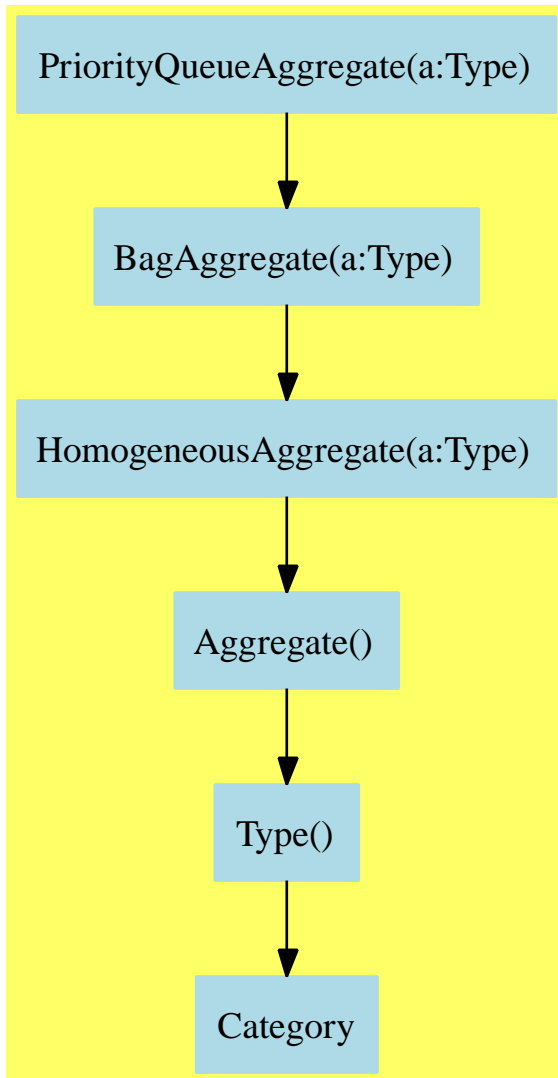 PriorityQueueAggregate(a:Type)
BagAggregate(a:Type)
HomogeneousAggregate(a:Type)
Aggregate()
Type()
Category